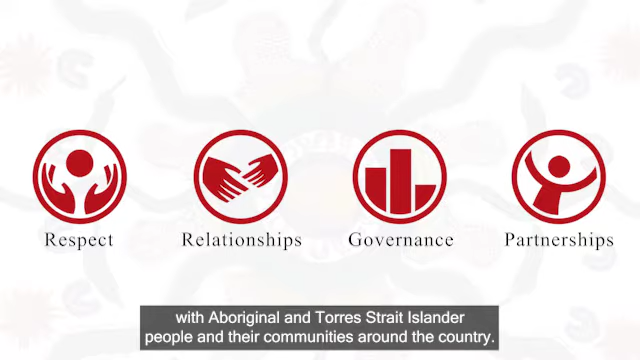 Respect
Relationships
Governance
Partnerships
with Aboriginal and Torres Strait Islander
people and their communities around the country.